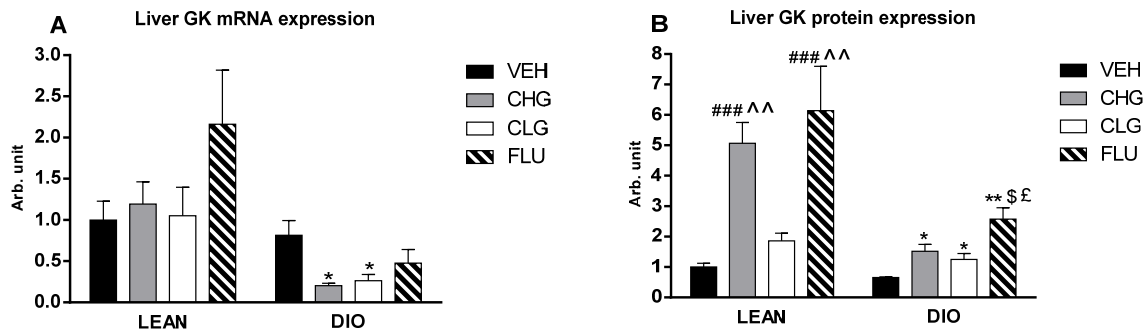 A
Liver GK mRNA expression
Arb. unit
3.0
2.5
2.0
1.5
1.0
0.5
0.0
*
*
LEAN
DIO
VEH
CHG
CLG
FLU
B
Liver GK protein expression
Arb. unit
8
7
6
5
4
3
2
1
0
###^^
###^^
*
*
**$£
LEAN
DIO
VEH
CHG
CLG
FLU